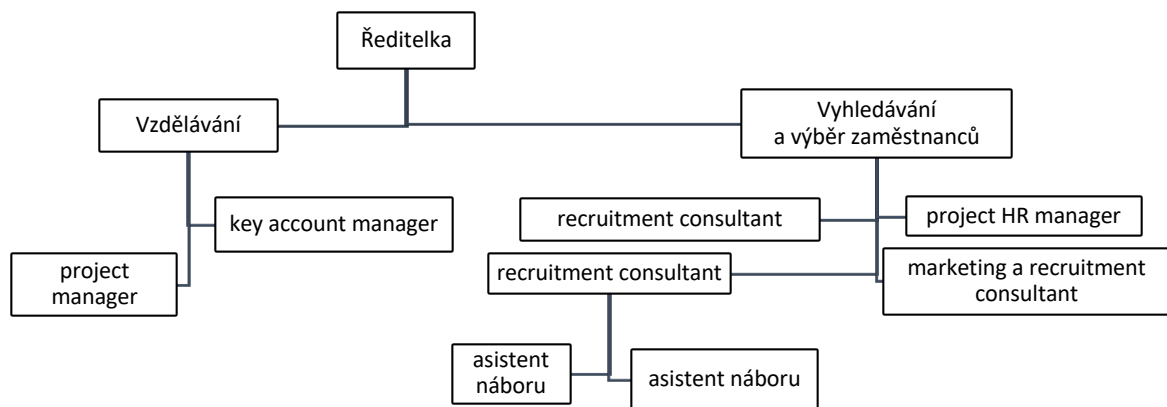 Ředitelka
Vzdělávání
Vyhledávání
a výběr zaměstnanců
key account manager
recruitment consultant
project HR manager
project
manager
recruitment consultant
marketing a recruitment
consultant
asistent
náboru
asistent náboru